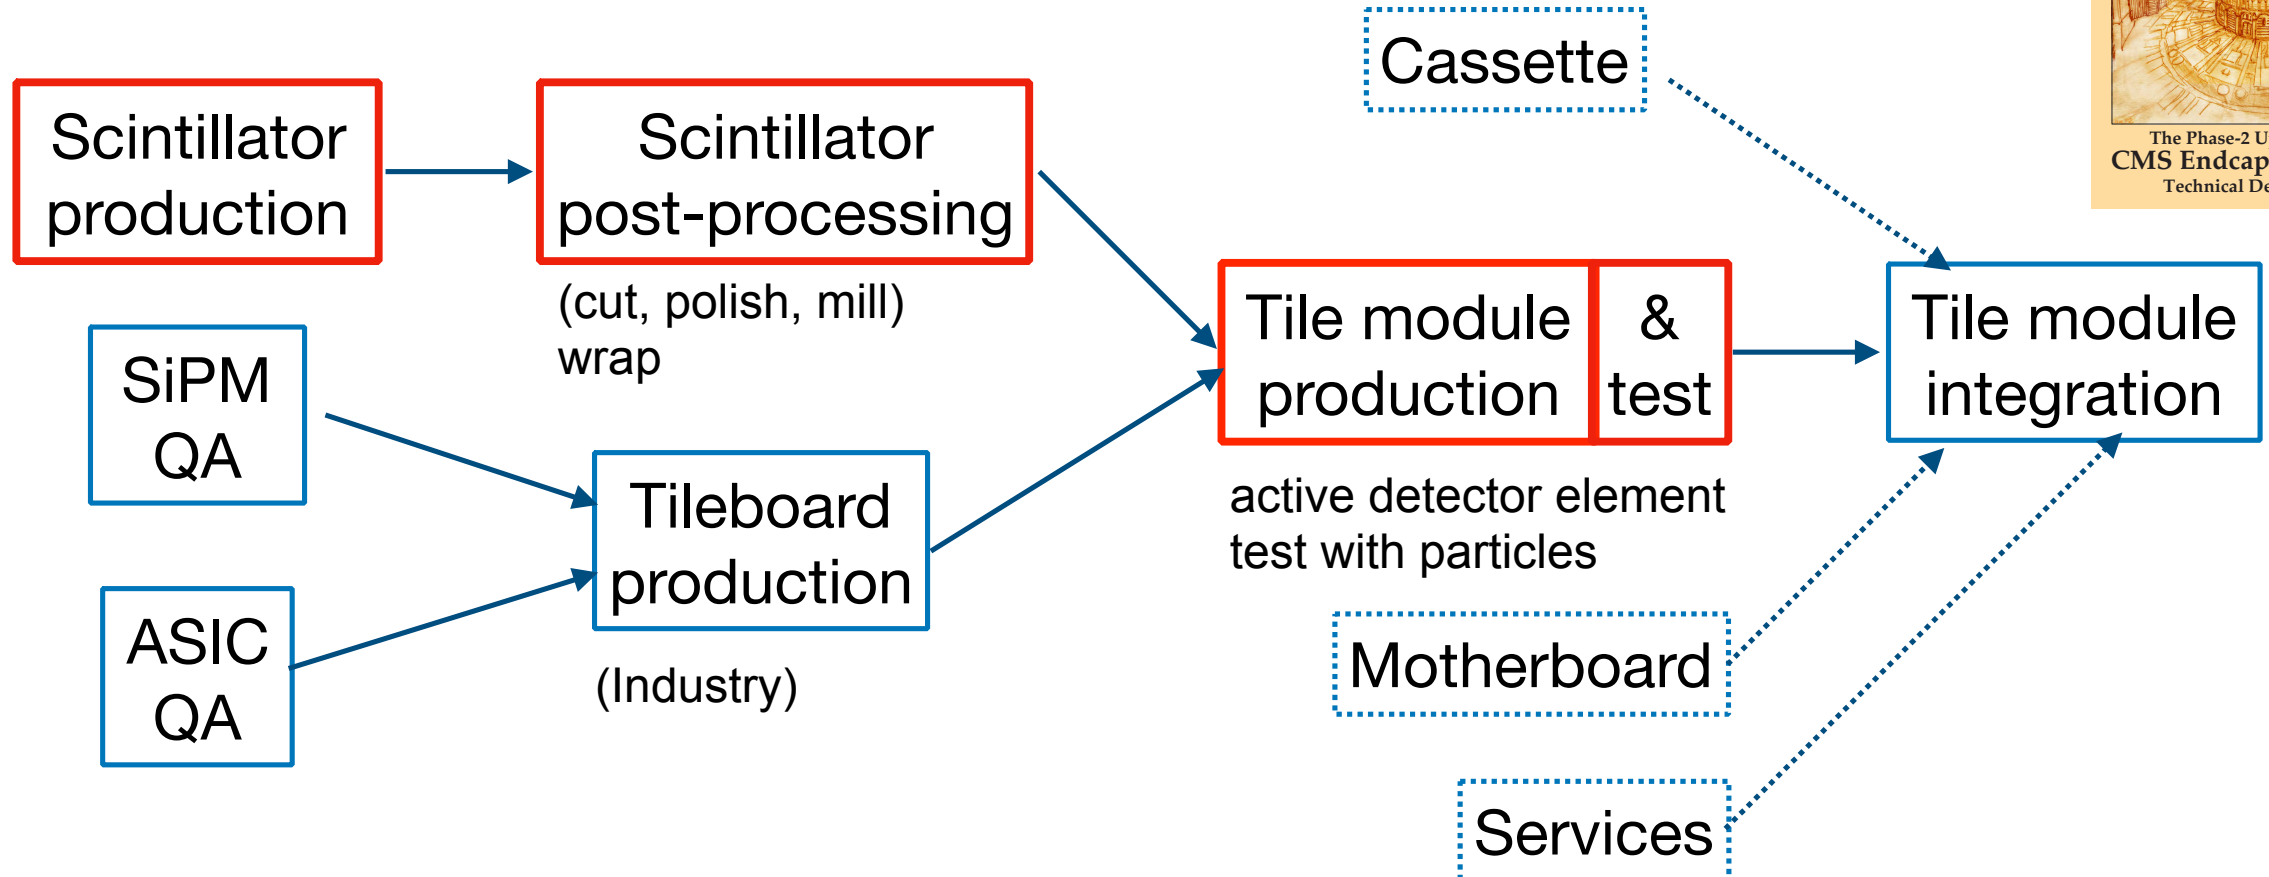 Cassette
Scintillator
production
Scintillator
post-processing
(cut, polish, mill)
wrap
SiPM
QA
ASIC
QA
Tileboard
production
(Industry)
Tile module
production
&
test
active detector element
test with particles
Tile module
integration
Motherboard
Services
The Phase-2
CMS Endcap
Technical